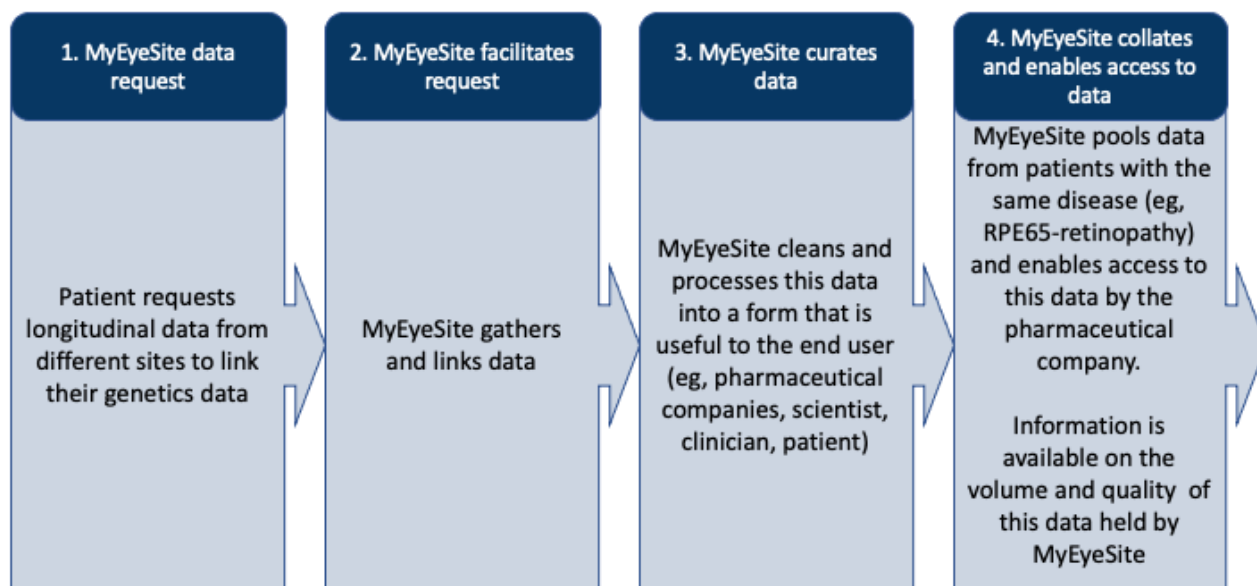 1. MyEyeSite data
request
Patient requests
longitudinal data from
different sites to link
their genetics data
2. MyEyeSite facilitates
request
MyEyeSite gathers
and links data
3. MyEyeSite curates
data
MyEyeSite cleans and
processes this data
into a form that is
useful to the end user
(eg, pharmaceutical
companies, scientist,
clinician, patient)
4. MyEyeSite collates
and enables access to
data
MyEyeSite pools data
from patients with the
same disease (eg,
RPE65-retinopathy)
and enables access to
this data by the
pharmaceutical
company.
Information is
available on the
volume and quality of
this data held by
MyEyeSite